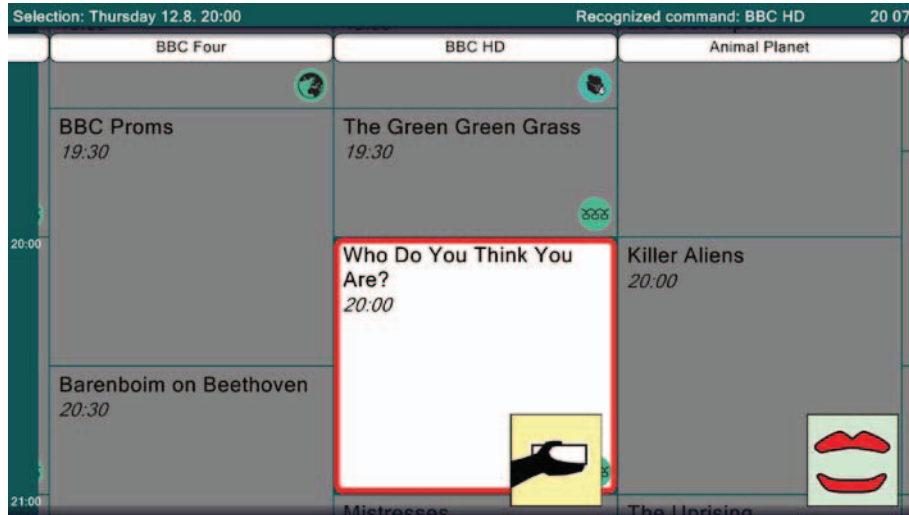 Selection: Thursday 12.8. 20:00
Recognized command: BBC HD
20 07
BBC Four
BBC HD
Animal Planet
BBC Proms
19:30
The Green Green Grass
19:30
20:00
Who Do You Think You
Are?
20:00
Killer Aliens
20:00
Barenboim on Beethoven
20:30
21:00
Mistresses
The Uprising